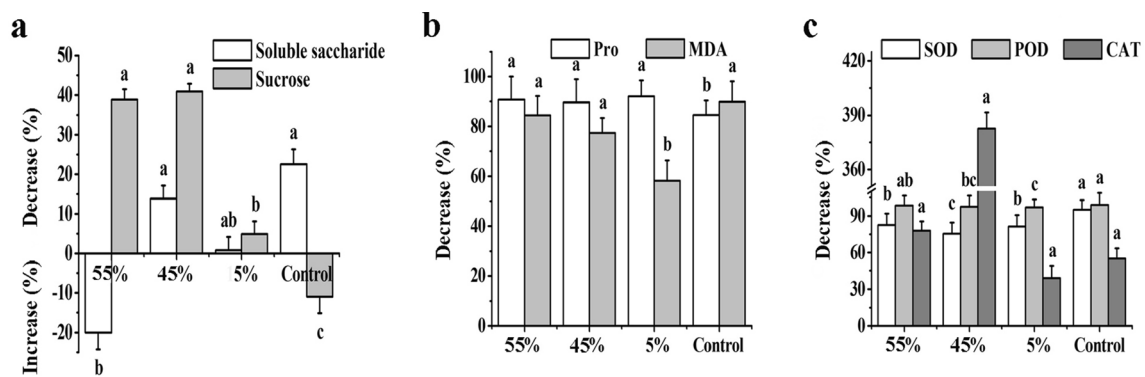 a
Soluble saccharide
Sucrose
Decrease (%)
Increase (%)
50
40
30
20
10
0
-10
-20
a
a
a
a
ab
b
b
c
55%
45%
5%
Control
b
Pro
MDA
Decrease (%)
100
80
60
40
20
0
a
a
a
a
a
b
b
a
55%
45%
5%
Control
c
SOD
POD
CAT
Decrease (%)
420
390
360
90
60
30
0
b
ab
a
c
bc
a
b
c
a
a
a
a
55%
45%
5%
Control